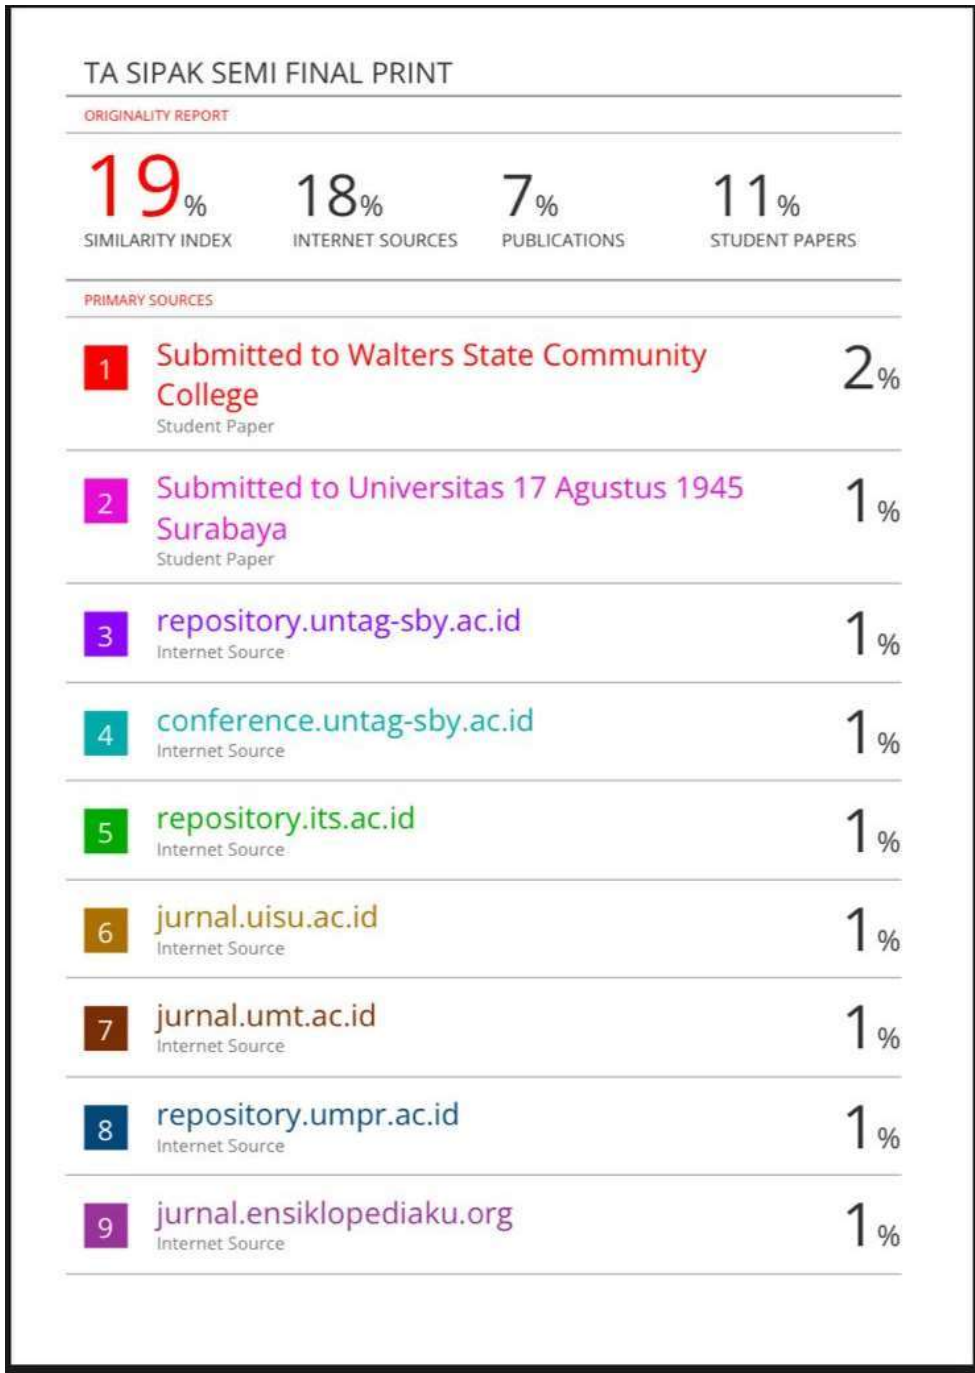 TA SIPAK SEMI FINAL PRINT
ORIGINALITY REPORT
19% 18% 7% 11%
SIMILARITY INDEX INTERNET SOURCES PUBLICATIONS STUDENT PAPERS
PRIMARY SOURCES
1 Submitted to Walters State Community 2%
College
Student Paper
2 Submitted to Universitas 17 Agustus 1945 1%
Surabaya
Student Paper
3 repository.untag-sby.ac.id 1%
Internet Source
4 conference.untag-sby.ac.id 1%
Internet Source
5 repository.its.ac.id 1%
Internet Source
6 jurnal.uisu.ac.id 1%
Internet Source
7 jurnal.umt.ac.id 1%
Internet Source
8 repository.umpr.ac.id 1%
Internet Source
9 jurnal.ensiklopediaku.org 1%
Internet Source